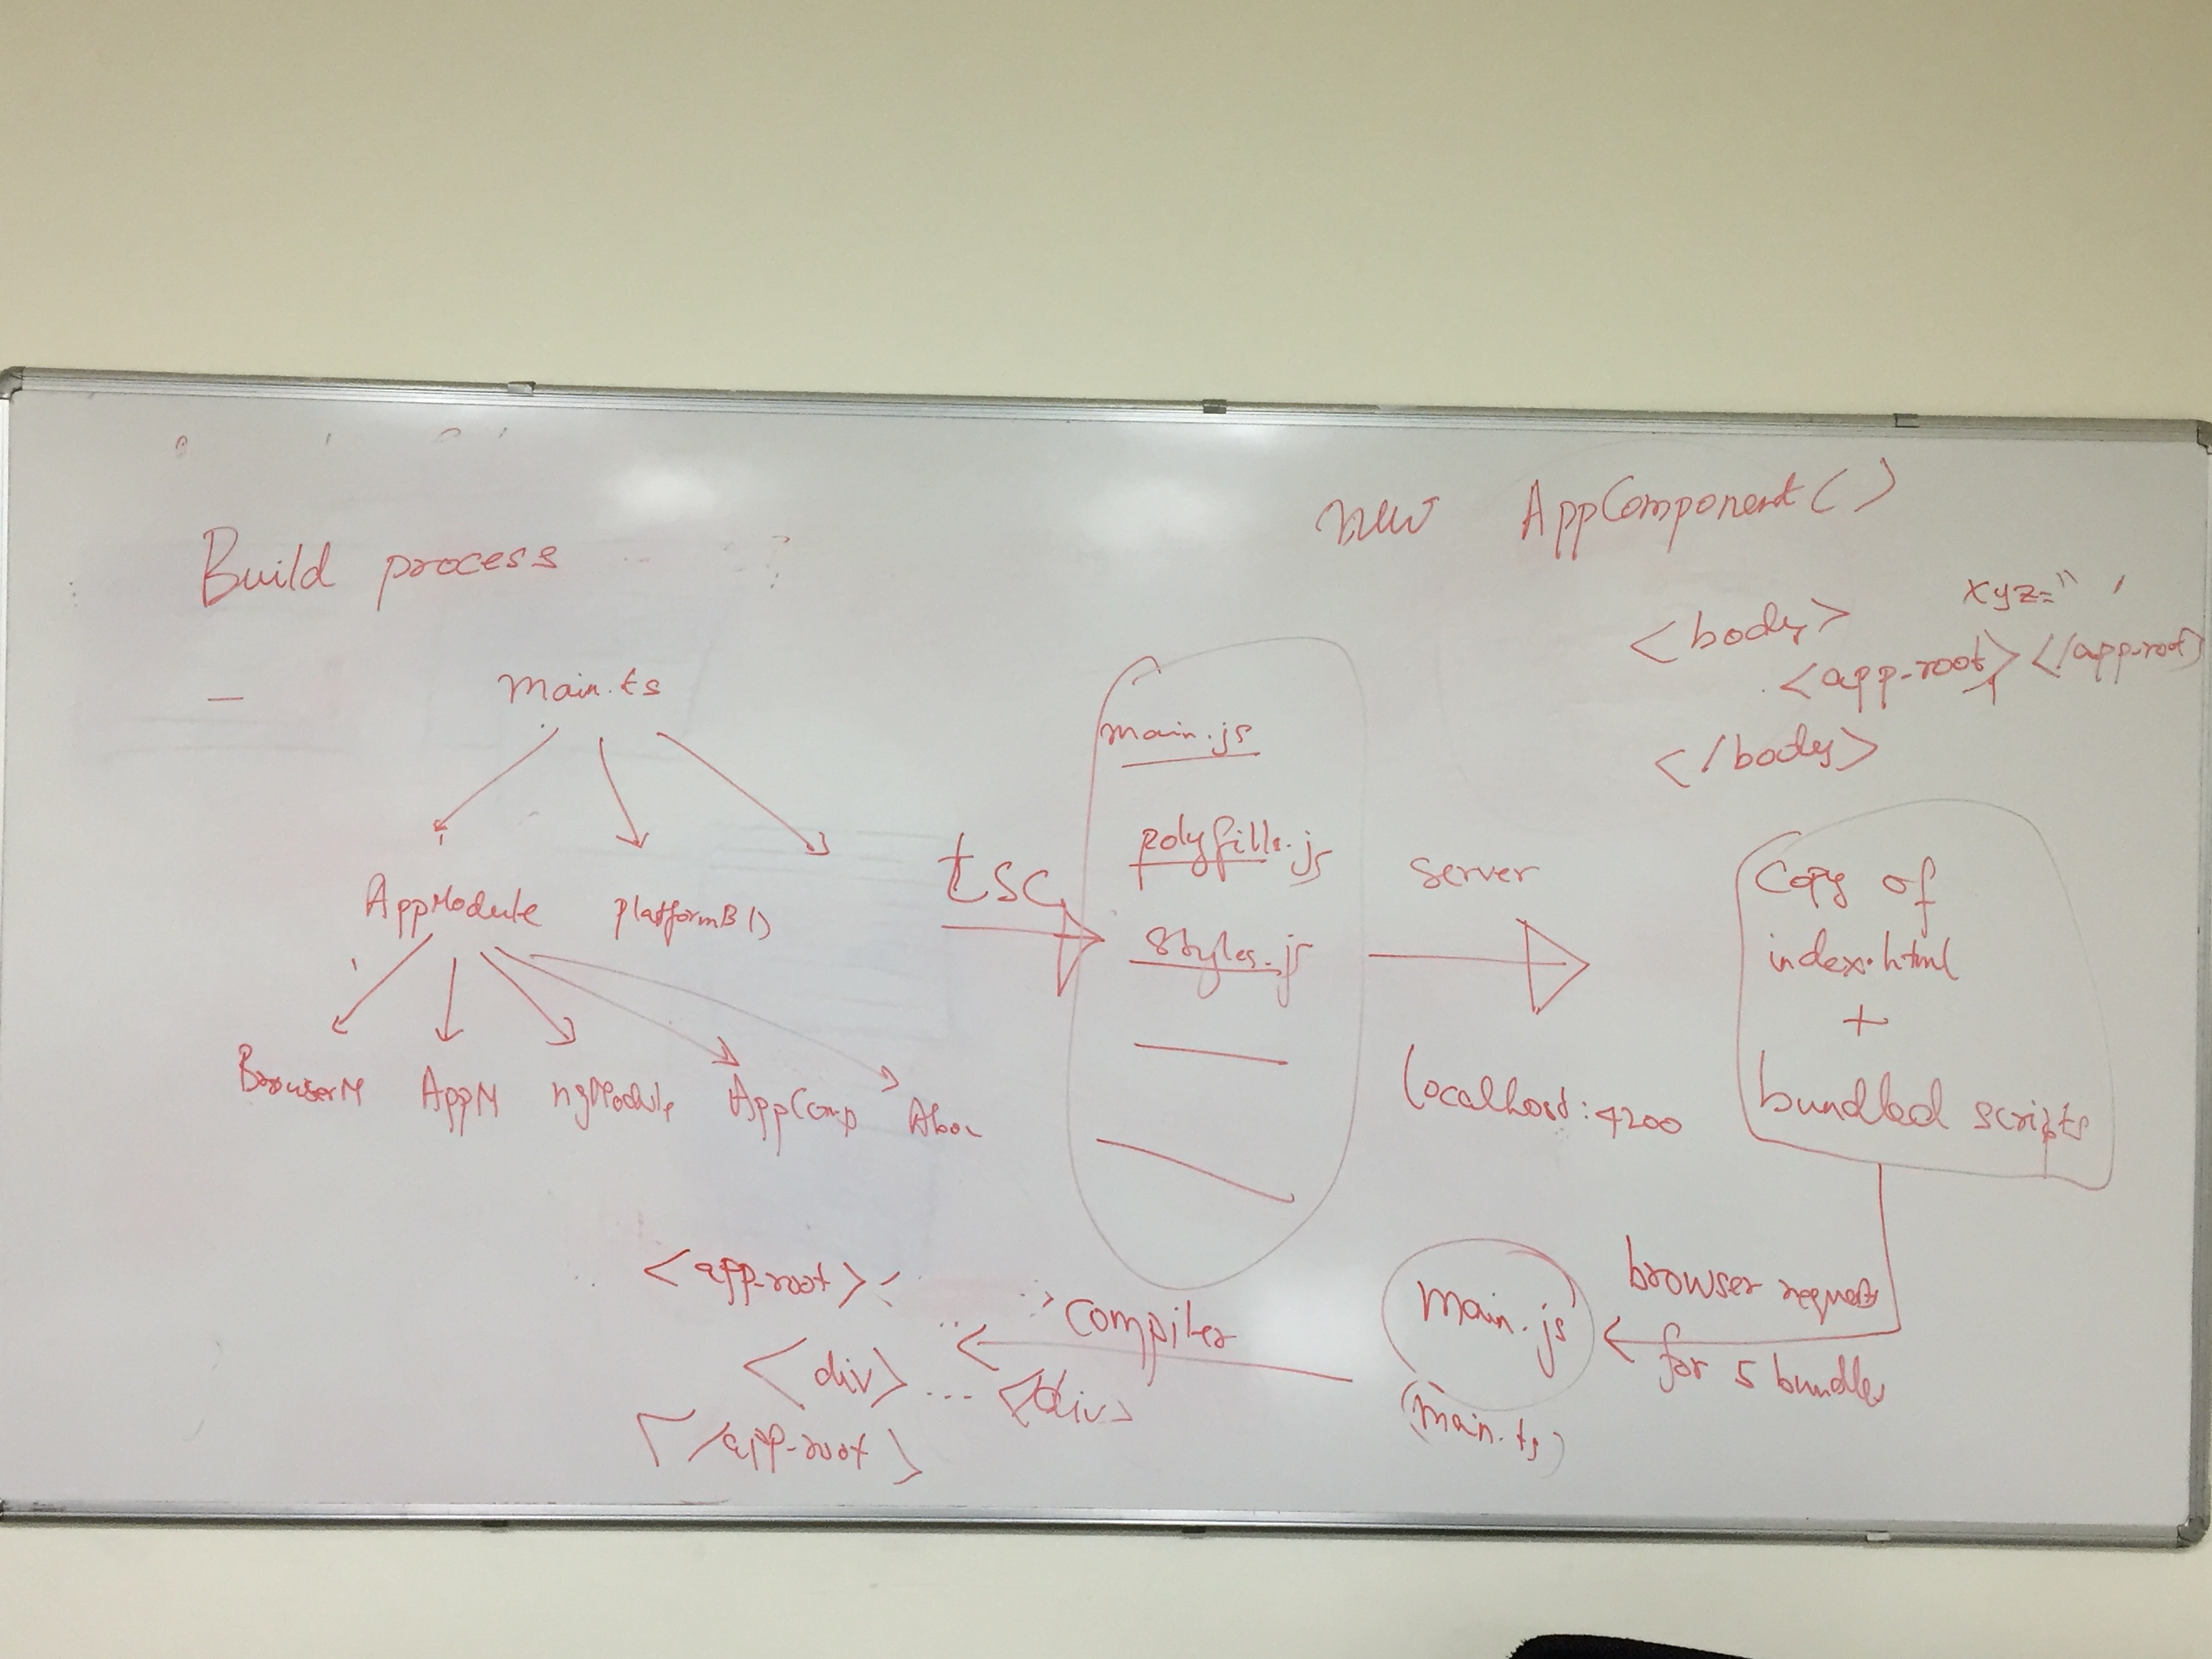 new AppComponent()
Build process
xyz=" '
<body>
<app-root> </app-root>
</body>
main.ts
main.js
polyfills.js
styles.js
AppModule platformB()
tsc
server
localhost:4200
Copy of
index.html
+
bundled scripts
BrowserM AppM ngModule AppComp Abou
browser request
for 5 bundles
main.js
(main.ts)
compiler
<app-root>
<div> .... </div>
</app-root>